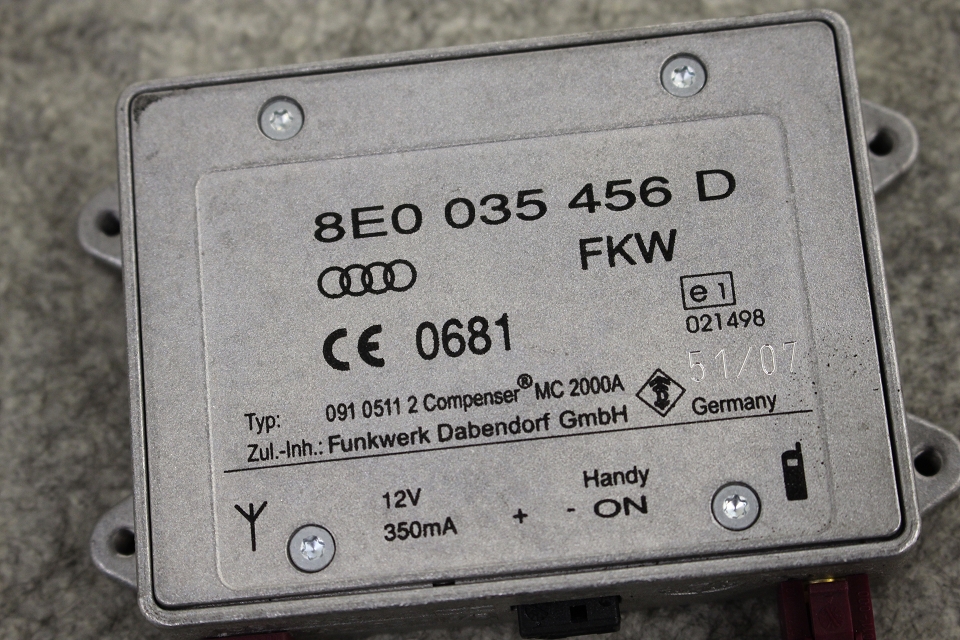 8E0 035 456 D
FKW
CE 0681
e 1
021498
51/07
Typ: 091 0511 2 Compenser® MC 2000A
Zul.-Inh.: Funkwerk Dabendorf GmbH
Germany
12V
350mA
+ -
Handy
ON